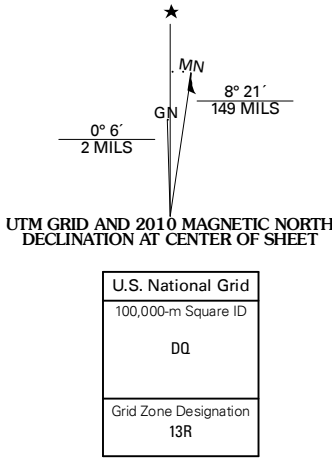 MN
GN
8° 21´
149 MILS
0° 6´
2 MILS
UTM GRID AND 2010 MAGNETIC NORTH
DECLINATION AT CENTER OF SHEET
U.S. National Grid
100,000-m Square ID
DQ
Grid Zone Designation
13R